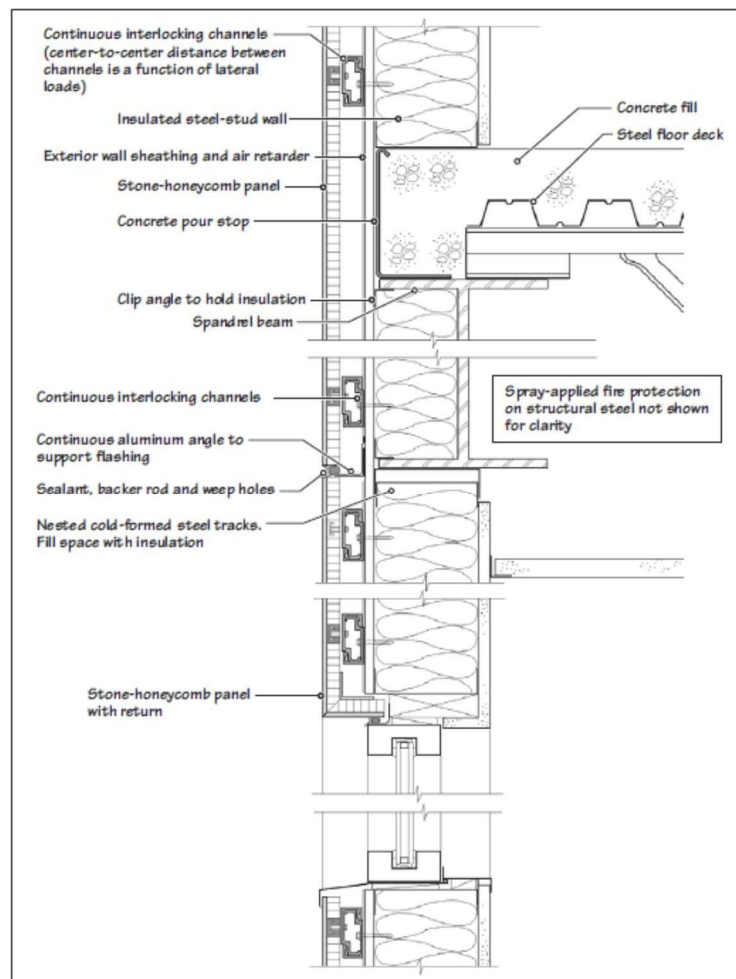 Continuous interlocking channels
(center-to-center distance between
channels is a function of lateral
loads)
Insulated steel-stud wall
Exterior wall sheathing and air retarder
Stone-honeycomb panel
Concrete pour stop
Clip angle to hold insulation
Spandrel beam
Concrete fill
Steel floor deck
Continuous interlocking channels
Continuous aluminum angle to
support flashing
Sealant, backer rod and weep holes
Nested cold-formed steel tracks.
Fill space with insulation
Spray-applied fire protection
on structural steel not shown
for clarity
Stone-honeycomb panel
with return